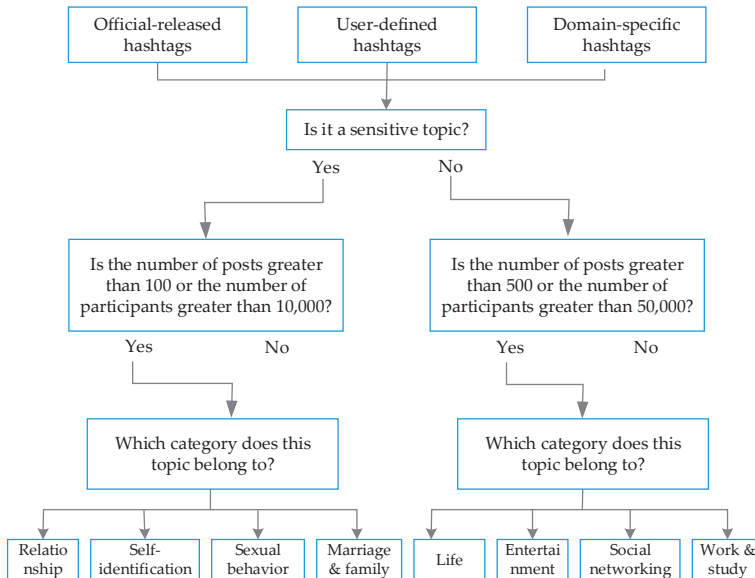 Official-released
hashtags
User-defined
hashtags
Domain-specific
hashtags
Is it a sensitive topic?
Yes
No
Is the number of posts greater
than 100 or the number of
participants greater than 10,000?
Is the number of posts greater
than 500 or the number of
participants greater than 50,000?
Yes
No
Yes
No
Which category does this
topic belong to?
Which category does this
topic belong to?
Relatio
nship
Self-
identification
Sexual
behavior
Marriage
& family
Life
Entertai
nment
Social
networking
Work &
study